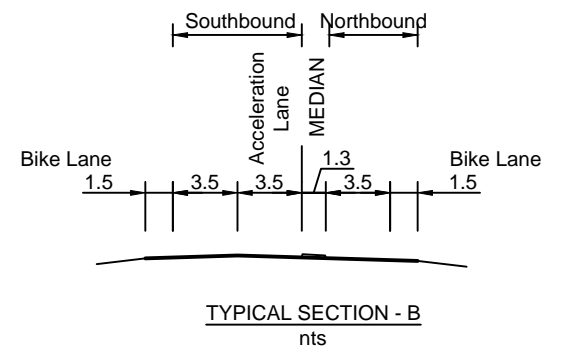 Southbound Northbound
Acceleration
Lane
MEDIAN
Bike Lane 1.3 Bike Lane
1.5 3.5 3.5 3.5 1.5
TYPICAL SECTION - B
nts